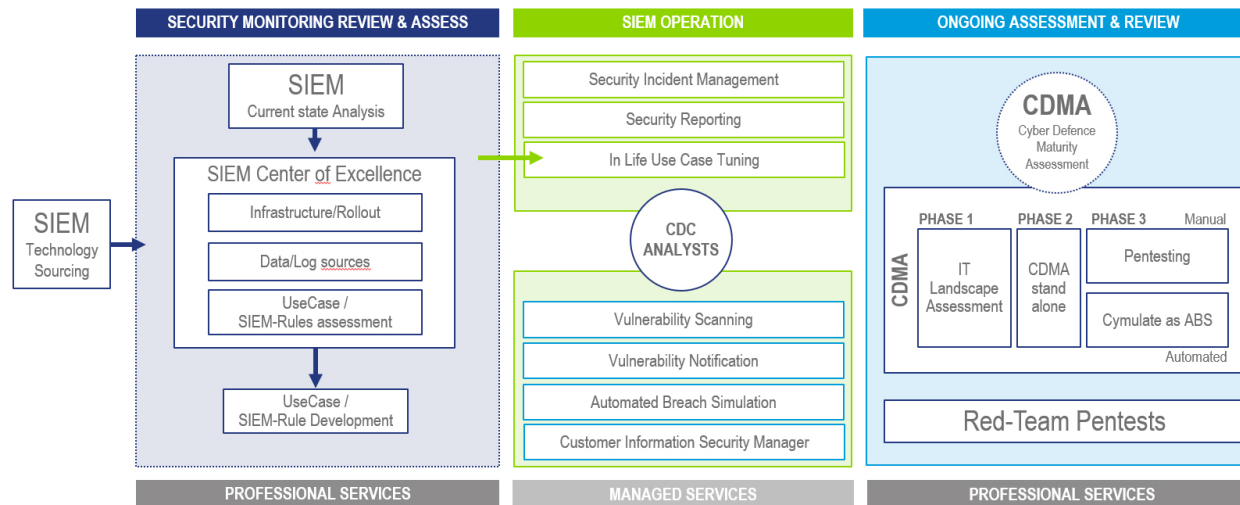 SECURITY MONITORING REVIEW & ASSESS
SIEM OPERATION
ONGOING ASSESSMENT & REVIEW
SIEM
Technology
Sourcing
SIEM
Current state Analysis
SIEM Center of Excellence
Infrastructure/Rollout
Data/Log sources
UseCase /
SIEM-Rules assessment
UseCase /
SIEM-Rule Development
Security Incident Management
Security Reporting
In Life Use Case Tuning
CDC
ANALYSTS
Vulnerability Scanning
Vulnerability Notification
Automated Breach Simulation
Customer Information Security Manager
CDMA
Cyber Defence
Maturity
Assessment
CDMA
PHASE 1
IT
Landscape
Assessment
PHASE 2
CDMA
stand
alone
PHASE 3
Manual
Pentesting
Cymulate as ABS
Automated
Red-Team Pentests
PROFESSIONAL SERVICES
MANAGED SERVICES
PROFESSIONAL SERVICES